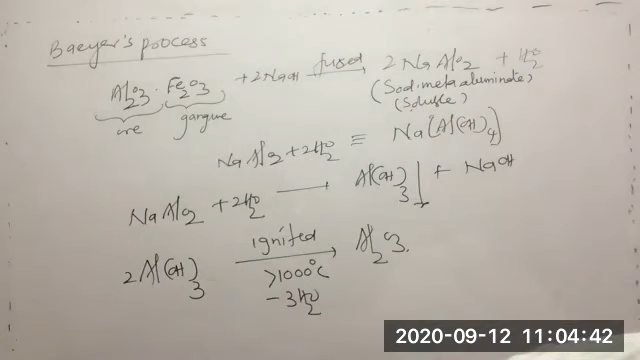 Baeyer's process
Al2O3 . Fe2O3 + 2NaOH fused → 2NaAlO2 + H2O
ore gangue (Sod. meta aluminate)
(Soluble)
NaAlO2 + 2H2O ≡ Na[Al(OH)4]
NaAlO2 + 2H2O → Al(OH)3↓ + NaOH
2Al(OH)3 ignited → Al2O3.
>1000°C
-3H2O
2020-09-12 11:04:42